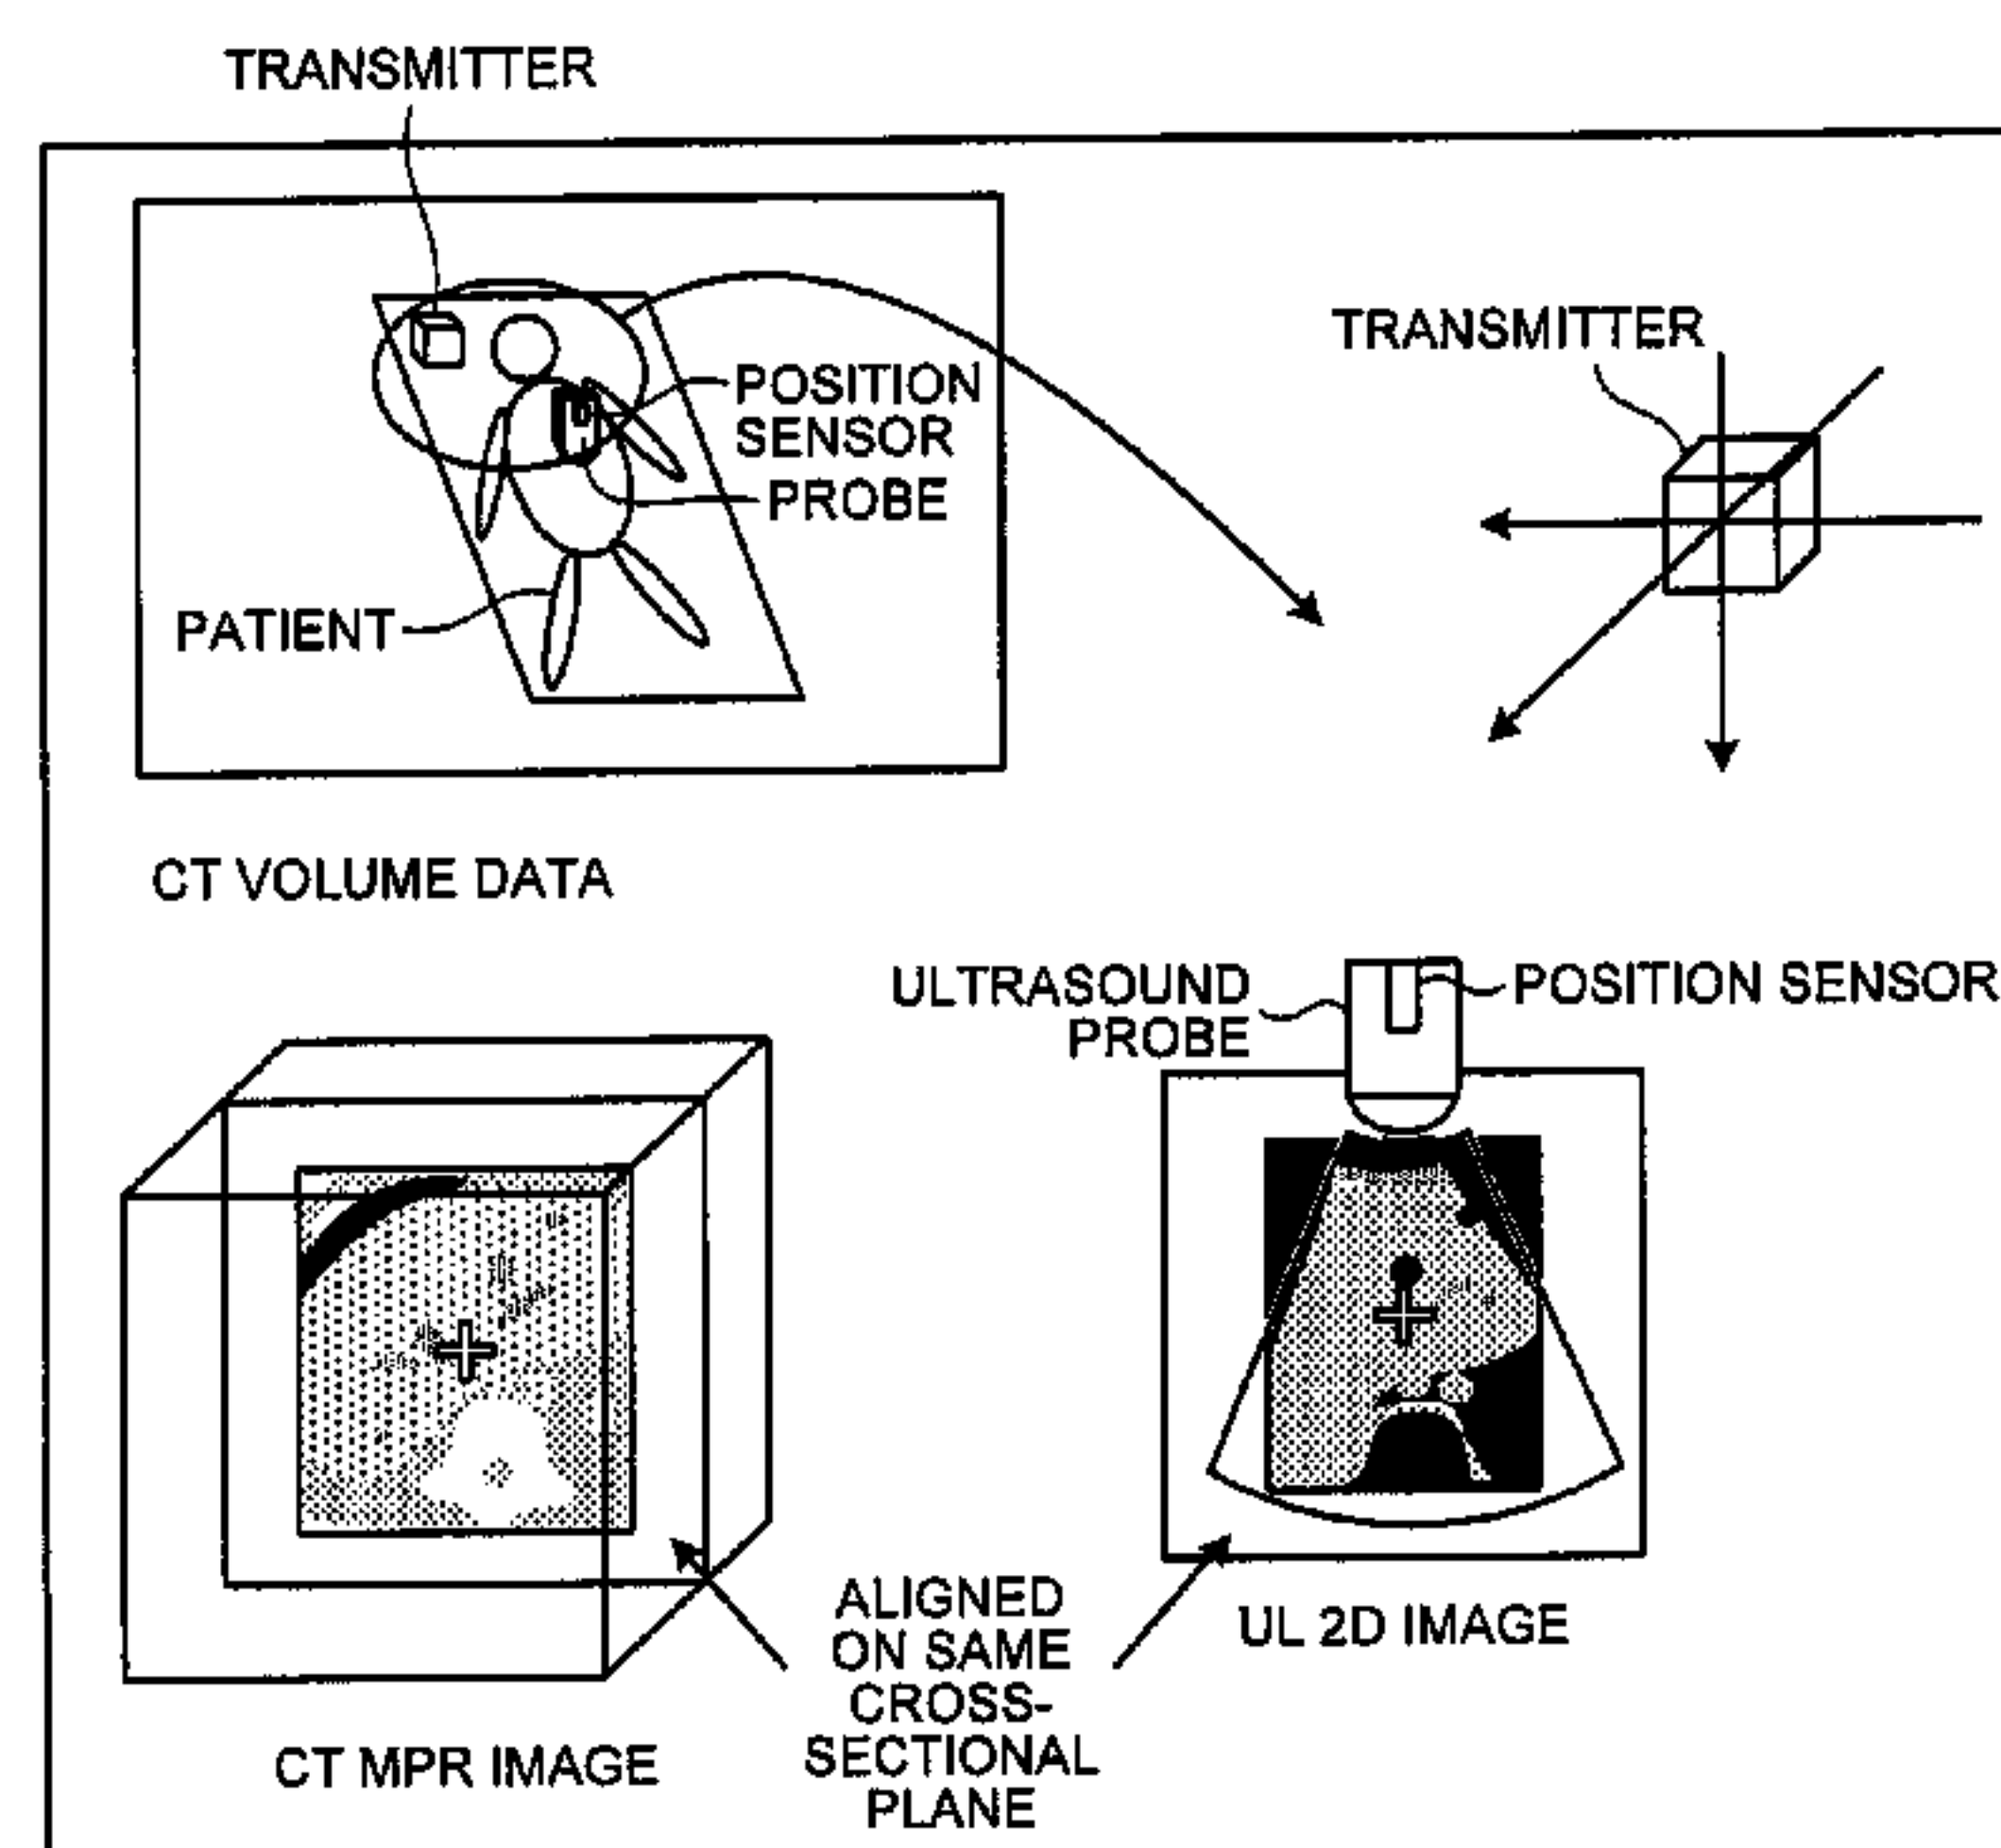 TRANSMITTER
TRANSMITTER
POSITION
SENSOR
PROBE
PATIENT
CT VOLUME DATA
ULTRASOUND
PROBE
POSITION SENSOR
ALIGNED
ON SAME
CROSS-
SECTIONAL
PLANE
UL 2D IMAGE
CT MPR IMAGE